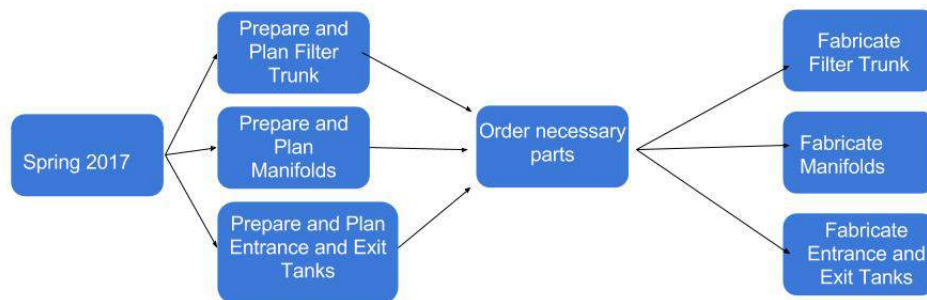 Spring 2017
Prepare and
Plan Filter
Trunk
Prepare and
Plan
Manifolds
Prepare and Plan
Entrance and Exit
Tanks
Order necessary
parts
Fabricate
Filter Trunk
Fabricate
Manifolds
Fabricate
Entrance and
Exit Tanks